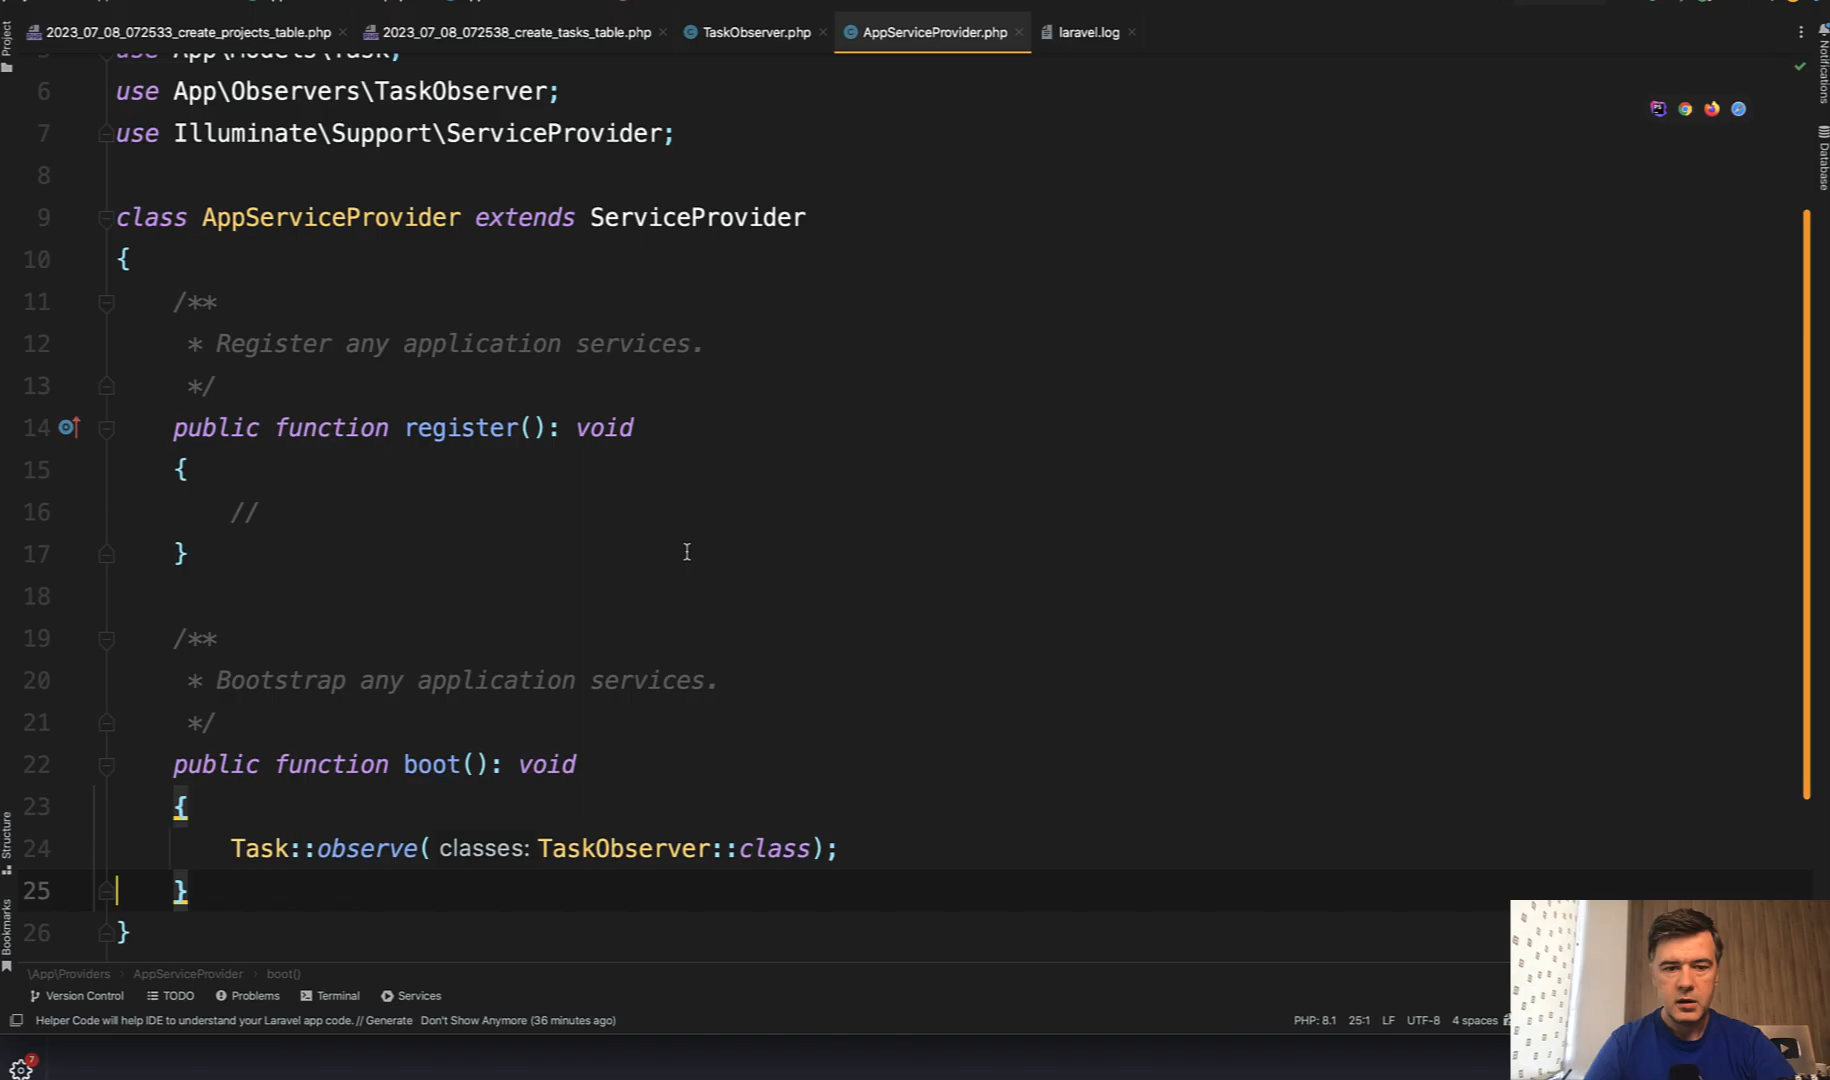 Project
2023_07_08_072533_create_projects_table.php
2023_07_08_072538_create_tasks_table.php
TaskObserver.php
AppServiceProvider.php
laravel.log
Notifications
Database
use App\Models\Task;
6 use App\Observers\TaskObserver;
7 use Illuminate\Support\ServiceProvider;
8
9 class AppServiceProvider extends ServiceProvider
10 {
11 /**
12 * Register any application services.
13 */
14 public function register(): void
15 {
16 //
17 }
18
19 /**
20 * Bootstrap any application services.
21 */
22 public function boot(): void
23 {
24 Task::observe( classes: TaskObserver::class);
25 }
26 }
Structure
Bookmarks
\App\Providers › AppServiceProvider › boot()
Version Control TODO Problems Terminal Services
Helper Code will help IDE to understand your Laravel app code. // Generate Don't Show Anymore (36 minutes ago)
PHP: 8.1 25:1 LF UTF-8 4 spaces
7